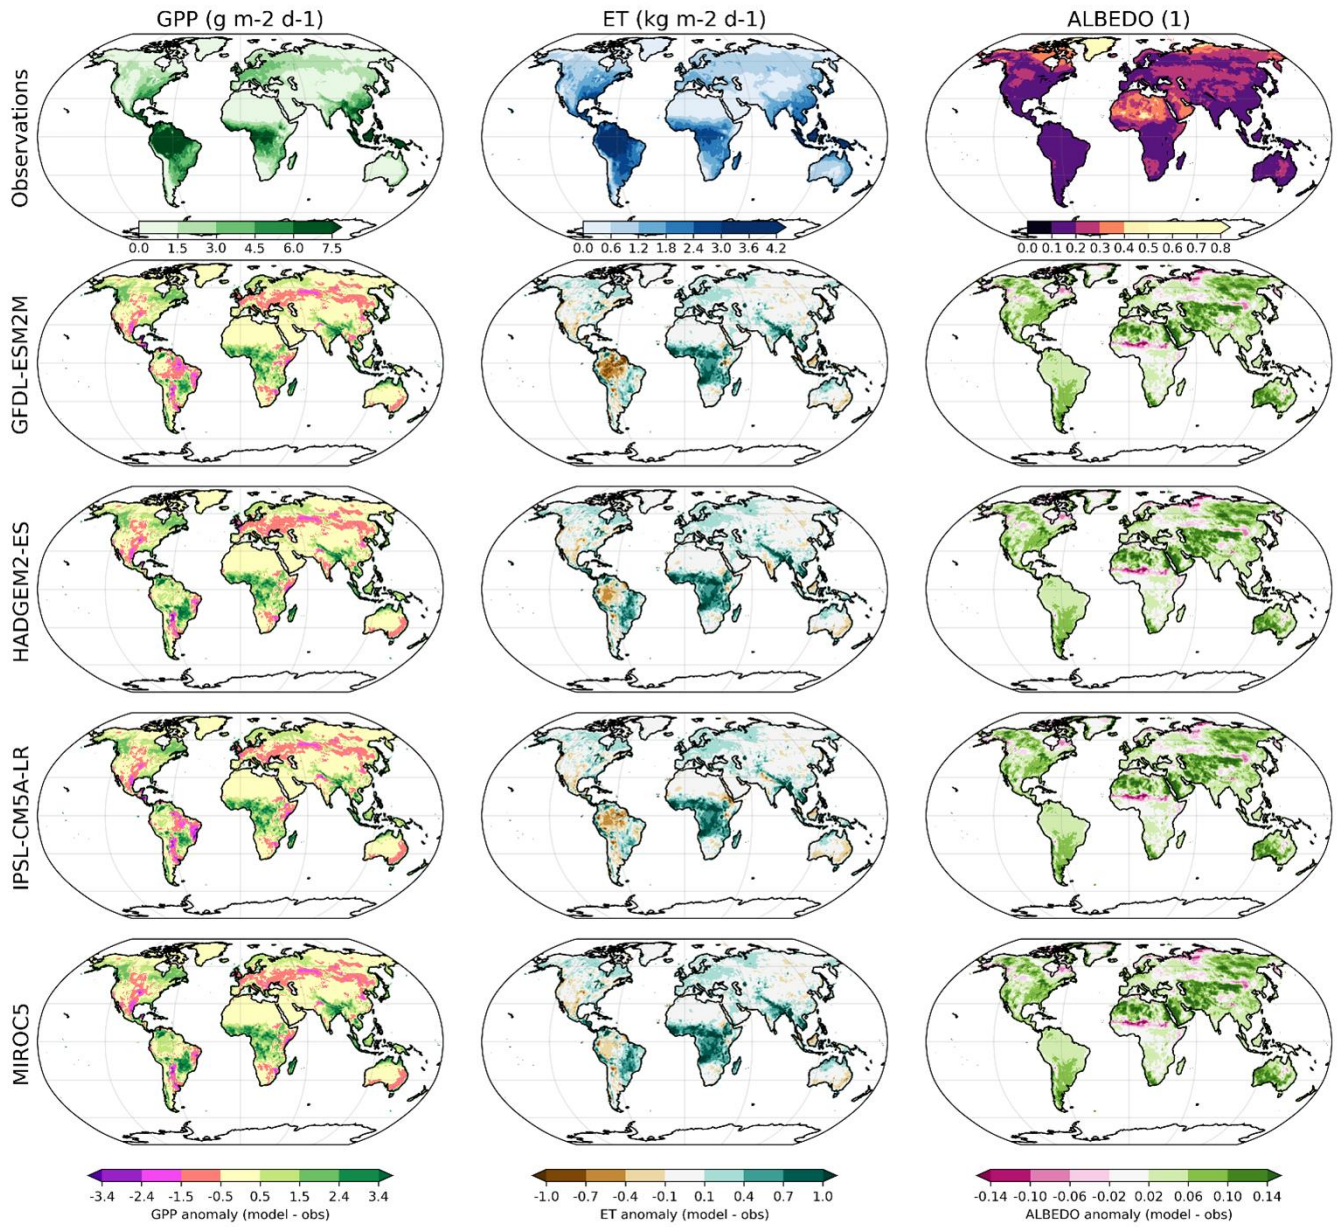 GPP (g m-2 d-1) ET (kg m-2 d-1) ALBEDO (1)
Observations
0.0 1.5 3.0 4.5 6.0 7.5
0.0 0.6 1.2 1.8 2.4 3.0 3.6 4.2
0.0 0.1 0.2 0.3 0.4 0.5 0.6 0.7 0.8
GFDL-ESM2M
HADGEM2-ES
IPSL-CM5A-LR
MIROC5
-3.4 -2.4 -1.5 -0.5 0.5 1.5 2.4 3.4
GPP anomaly (model - obs)
-1.0 -0.7 -0.4 -0.1 0.1 0.4 0.7 1.0
ET anomaly (model - obs)
-0.14 -0.10 -0.06 -0.02 0.02 0.06 0.10 0.14
ALBEDO anomaly (model - obs)